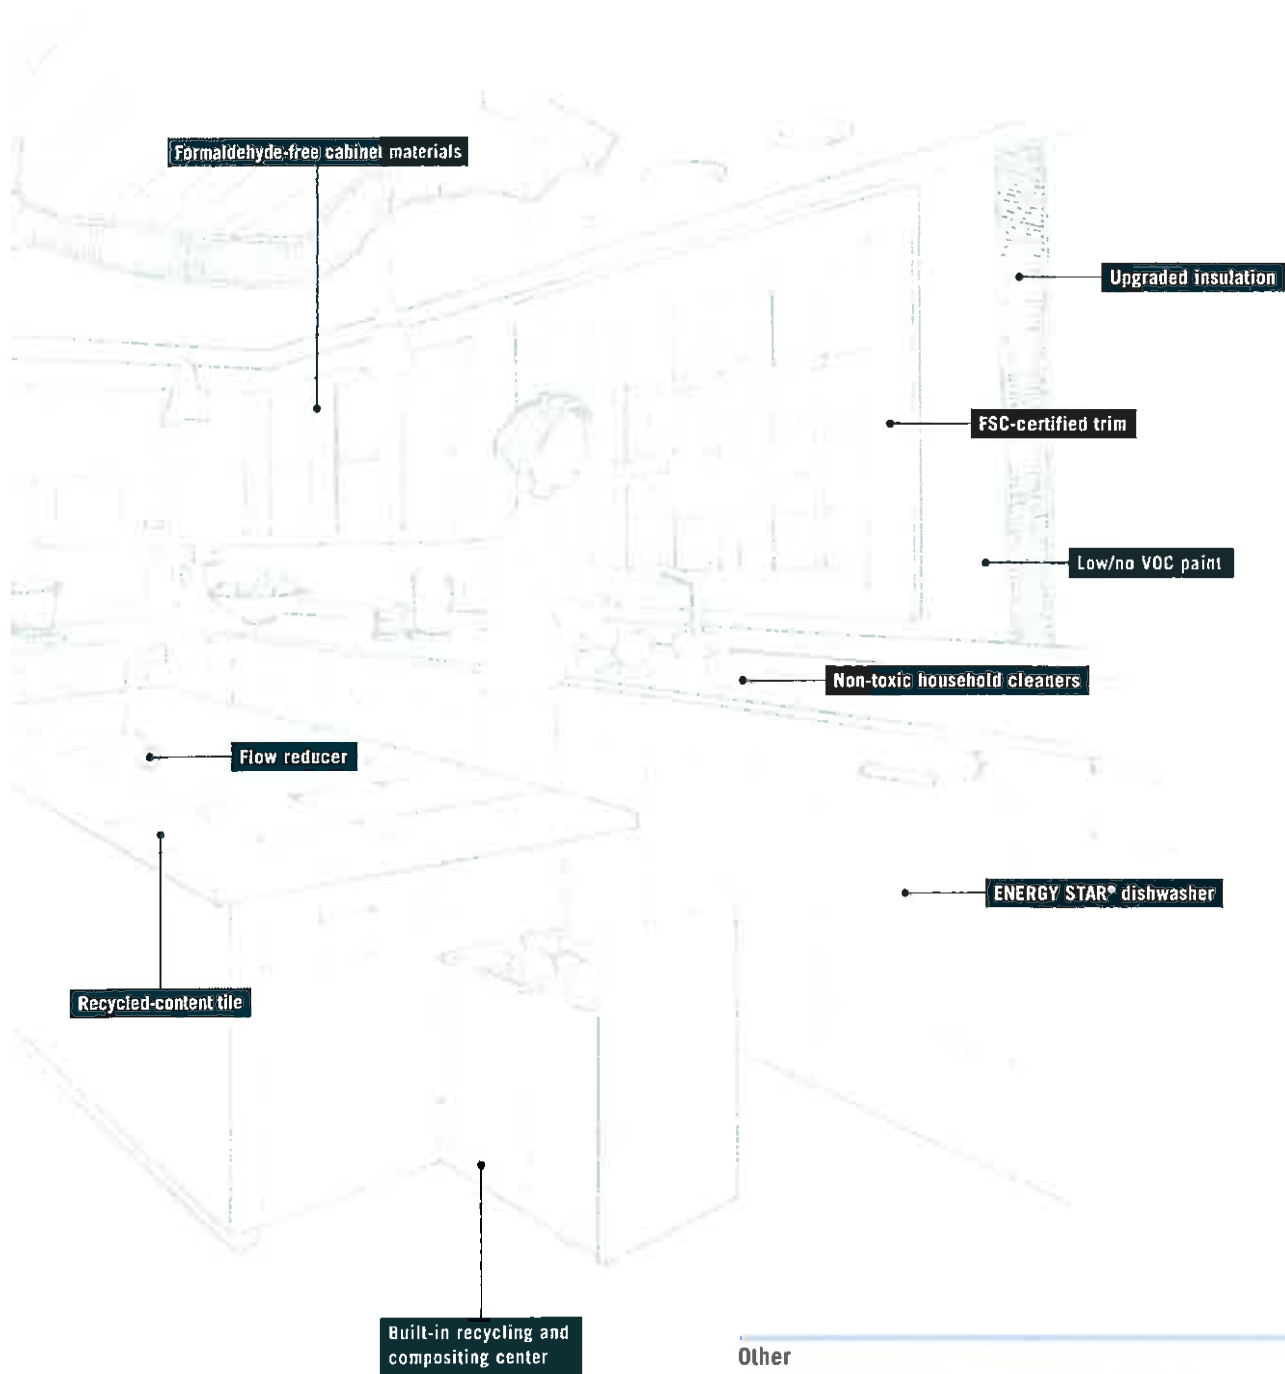 Formaldehyde-free cabinet materials
Upgraded insulation
FSC-certified trim
Low/no VOC paint
Non-toxic household cleaners
Flow reducer
ENERGY STAR® dishwasher
Recycled-content tile
Built-in recycling and
compositing center
Other